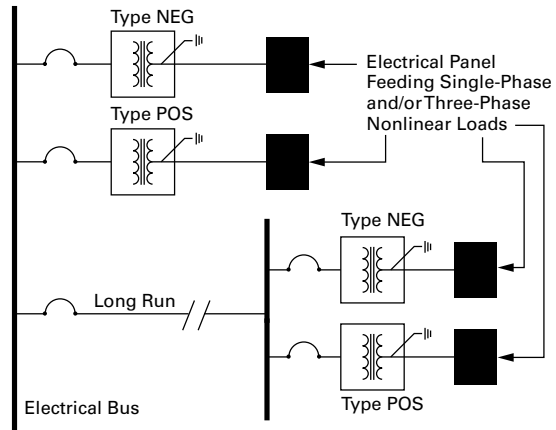 Type NEG
Type POS
Electrical Panel
Feeding Single-Phase
and/or Three-Phase
Nonlinear Loads
Type NEG
Long Run
Type POS
Electrical Bus